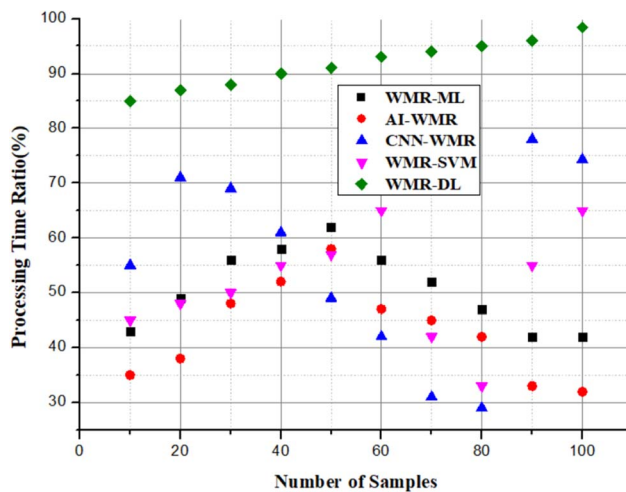 100
90
80
70
60
50
40
30
Processing Time Ratio(%)
WMR-ML
AI-WMR
CNN-WMR
WMR-SVM
WMR-DL
0 20 40 60 80 100
Number of Samples